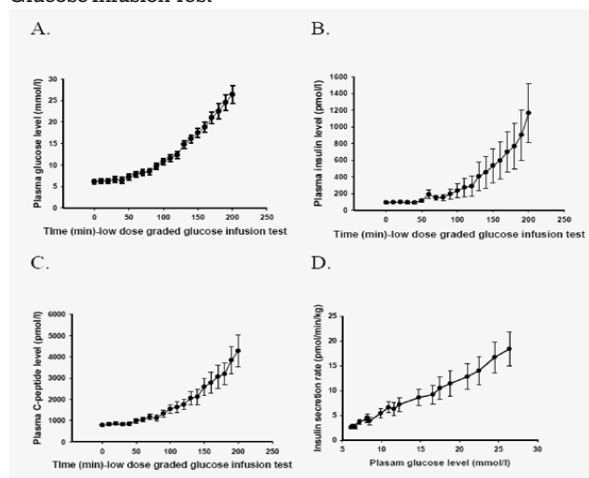 Glucose Infusion Test
A.
Plasma glucose level (mmol/l)
30
25
20
15
10
5
0
0 50 100 150 200 250
TIme (min)-low dose graded glucose infusion test
B.
Plasma insulin level (pmol/l)
1600
1400
1200
1000
800
600
400
200
0
0 50 100 150 200 250
Time (min)-low dose graded glucose infusion test
C.
Plasma C-peptide level (pmol/l)
6000
5000
4000
3000
2000
1000
0
0 50 100 150 200 250
TIme (min)-low dose graded glucose infusion test
D.
Insulin secretion rate (pmol/min/kg)
25
20
15
10
5
0
5 10 15 20 25 30
Plasam glucose level (mmol/l)